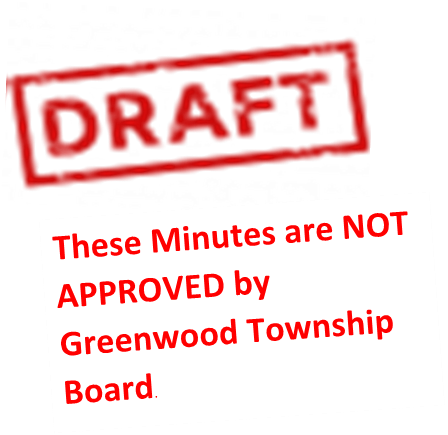 DRAFT
These Minutes are NOT
APPROVED by
Greenwood Township
Board.